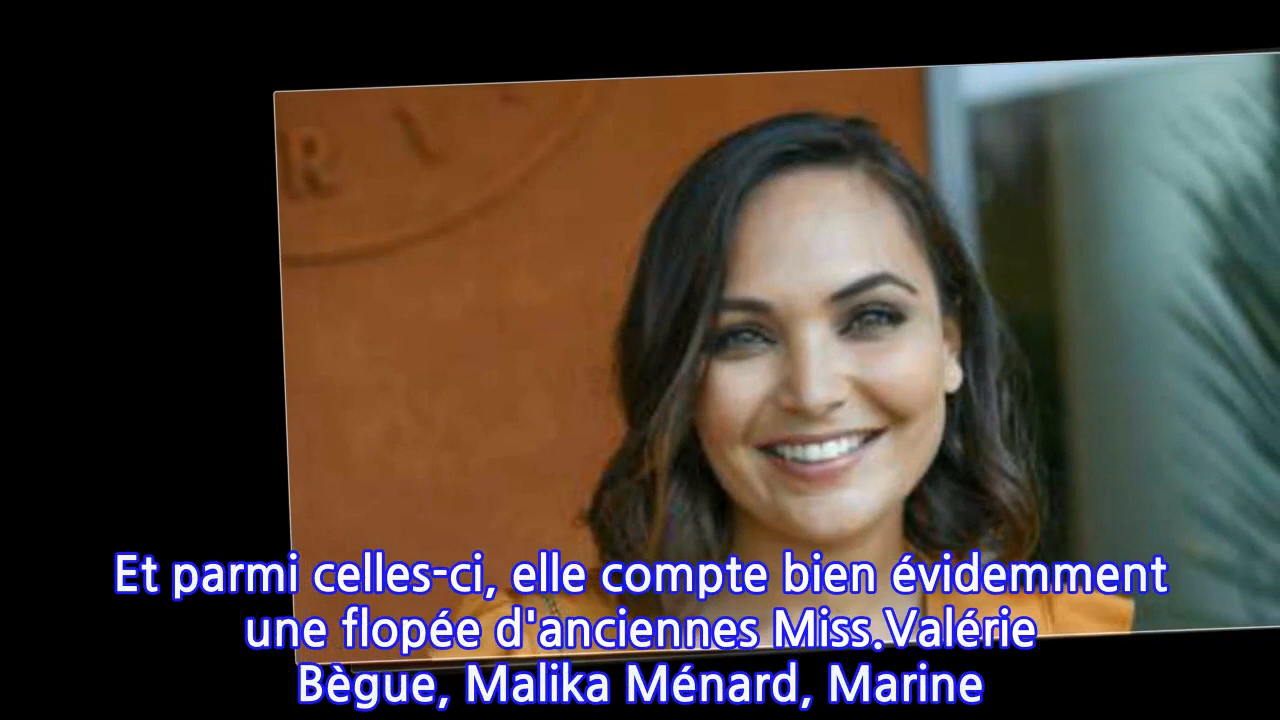 R I
Et parmi celles-ci, elle compte bien évidemment
une flopée d'anciennes Miss.Valérie
Bègue, Malika Ménard, Marine